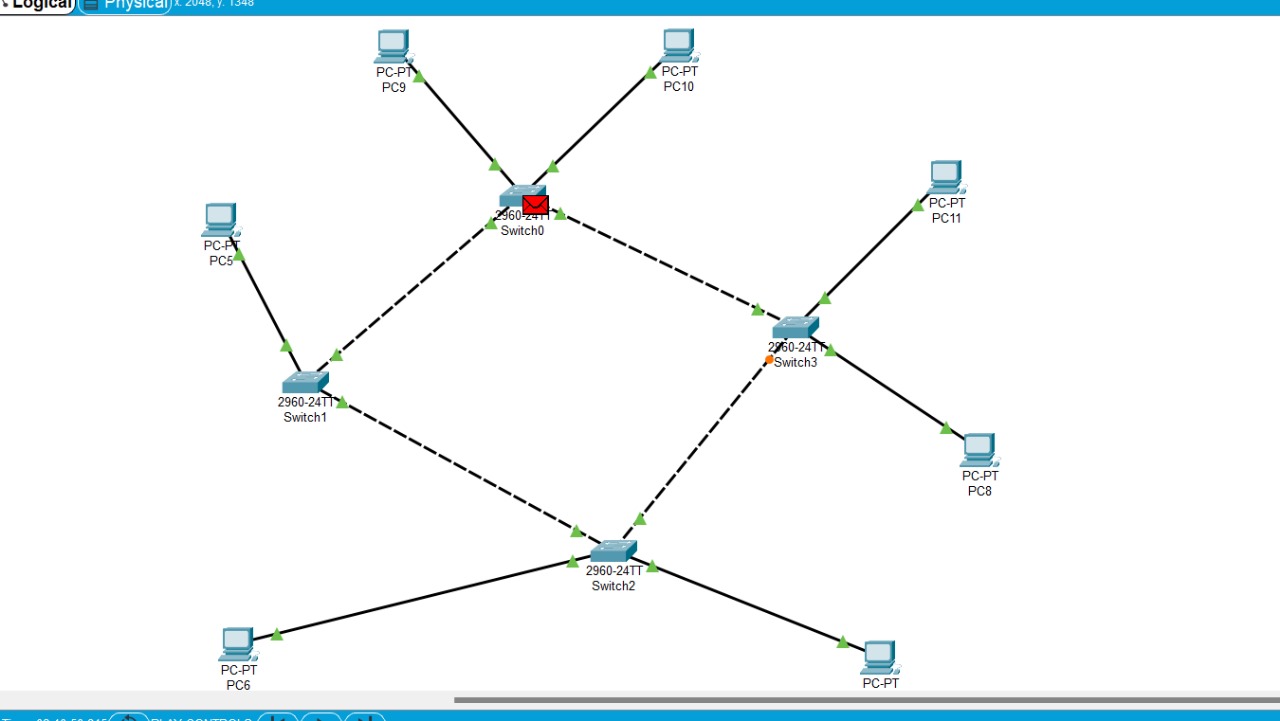 Logical Physical x: 2048, y: 1348
PC-PT
PC9
PC-PT
PC10
PC-PT
PC11
2960-24TT
Switch0
PC-PT
PC5
2960-24TT
Switch3
2960-24TT
Switch1
PC-PT
PC8
2960-24TT
Switch2
PC-PT
PC6
PC-PT
PLAY CONTROLS